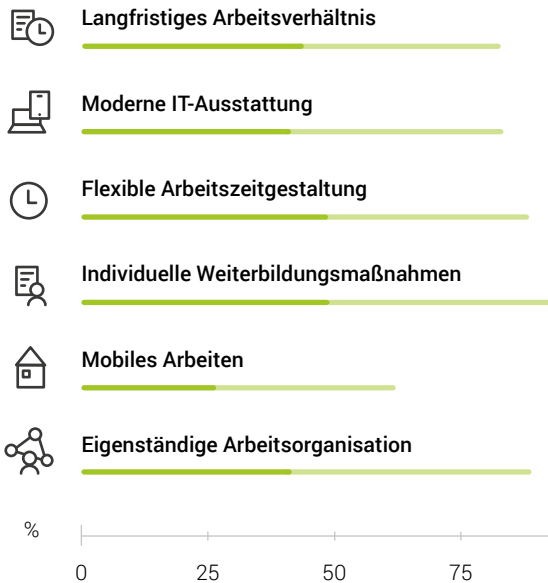 Langfristiges Arbeitsverhältnis
Moderne IT-Ausstattung
Flexible Arbeitszeitgestaltung
Individuelle Weiterbildungsmaßnahmen
Mobiles Arbeiten
Eigenständige Arbeitsorganisation
%
0 25 50 75